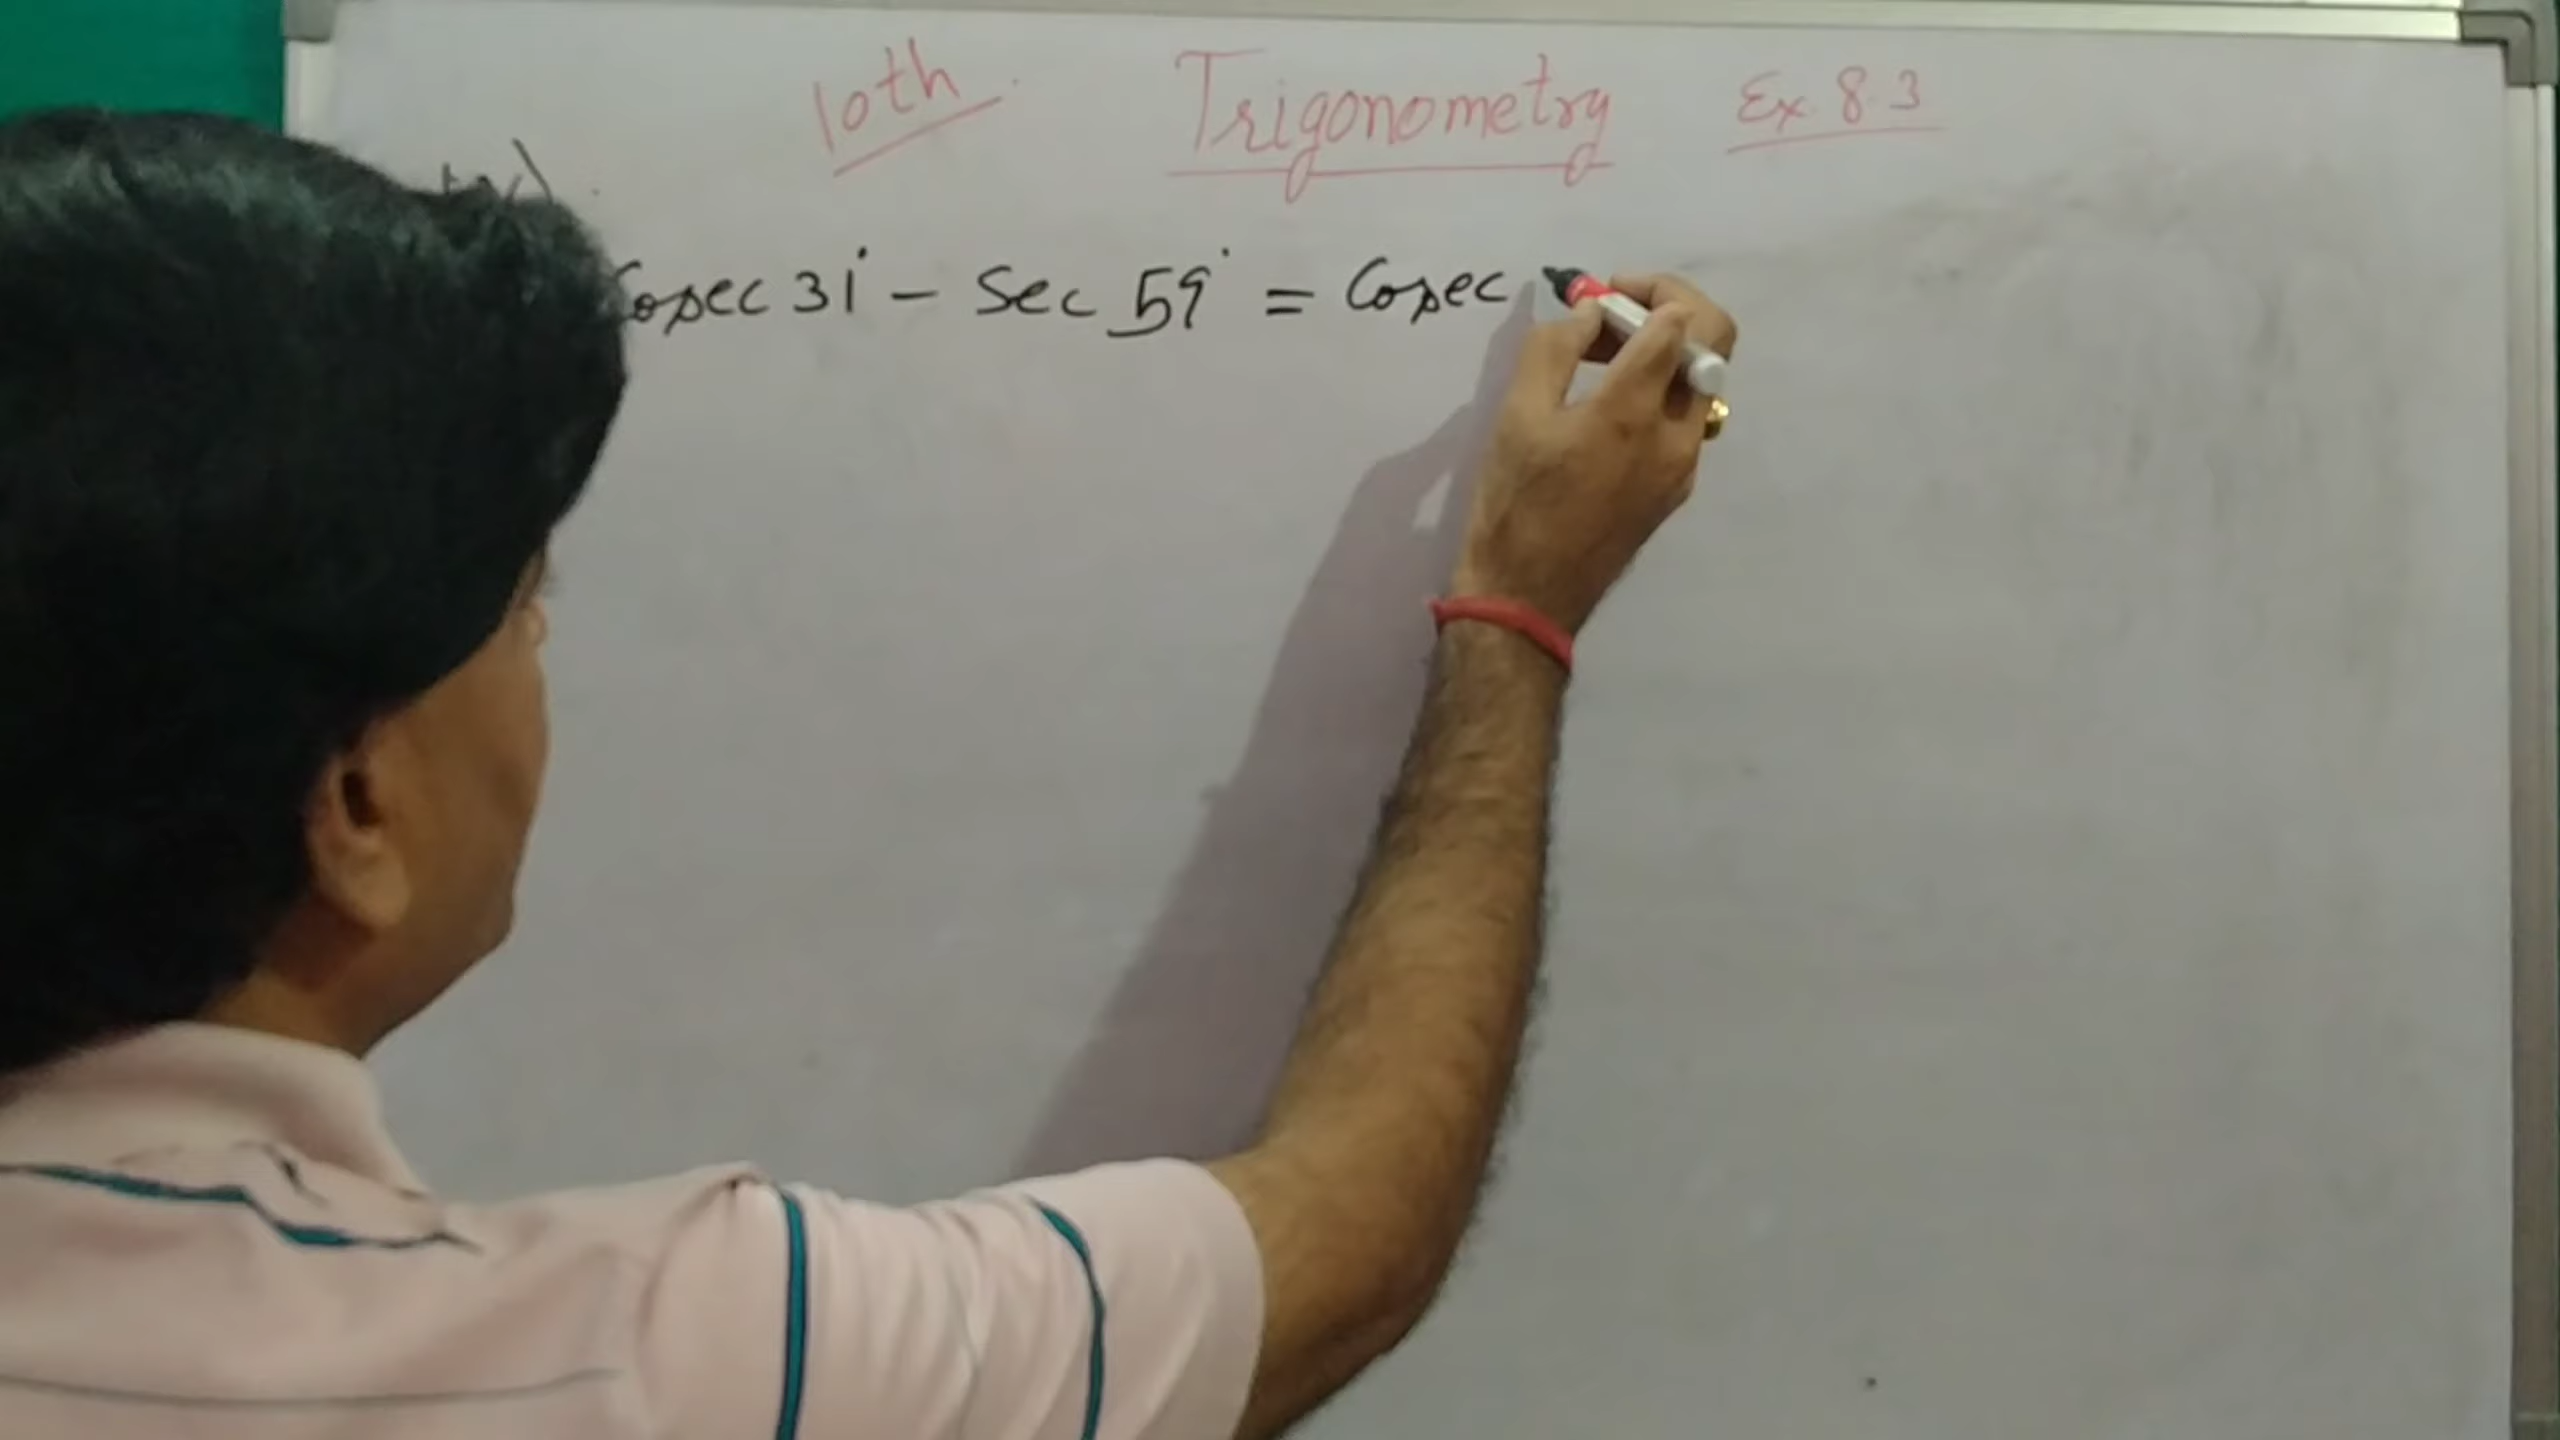 10th. Trigonometry Ex. 8.3
Cosec 31° - Sec 59° = Cosec